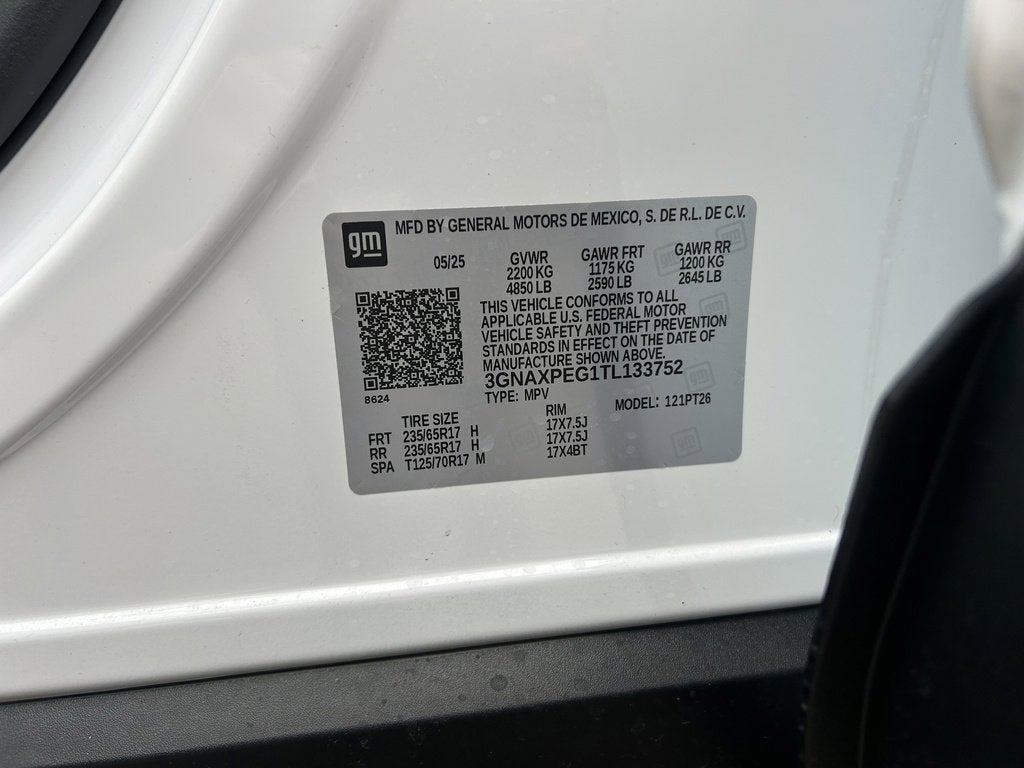 gm
MFD BY GENERAL MOTORS DE MEXICO, S. DE R.L. DE C.V.
05/25 GVWR GAWR FRT GAWR RR
2200 KG 1175 KG 1200 KG
4850 LB 2590 LB 2645 LB
THIS VEHICLE CONFORMS TO ALL
APPLICABLE U.S. FEDERAL MOTOR
VEHICLE SAFETY AND THEFT PREVENTION
STANDARDS IN EFFECT ON THE DATE OF
MANUFACTURE SHOWN ABOVE.
3GNAXPEG1TL133752
8624
TYPE: MPV MODEL: 121PT26
TIRE SIZE RIM
FRT 235/65R17 H 17X7.5J
RR 235/65R17 H 17X7.5J
SPA T125/70R17 M 17X4BT